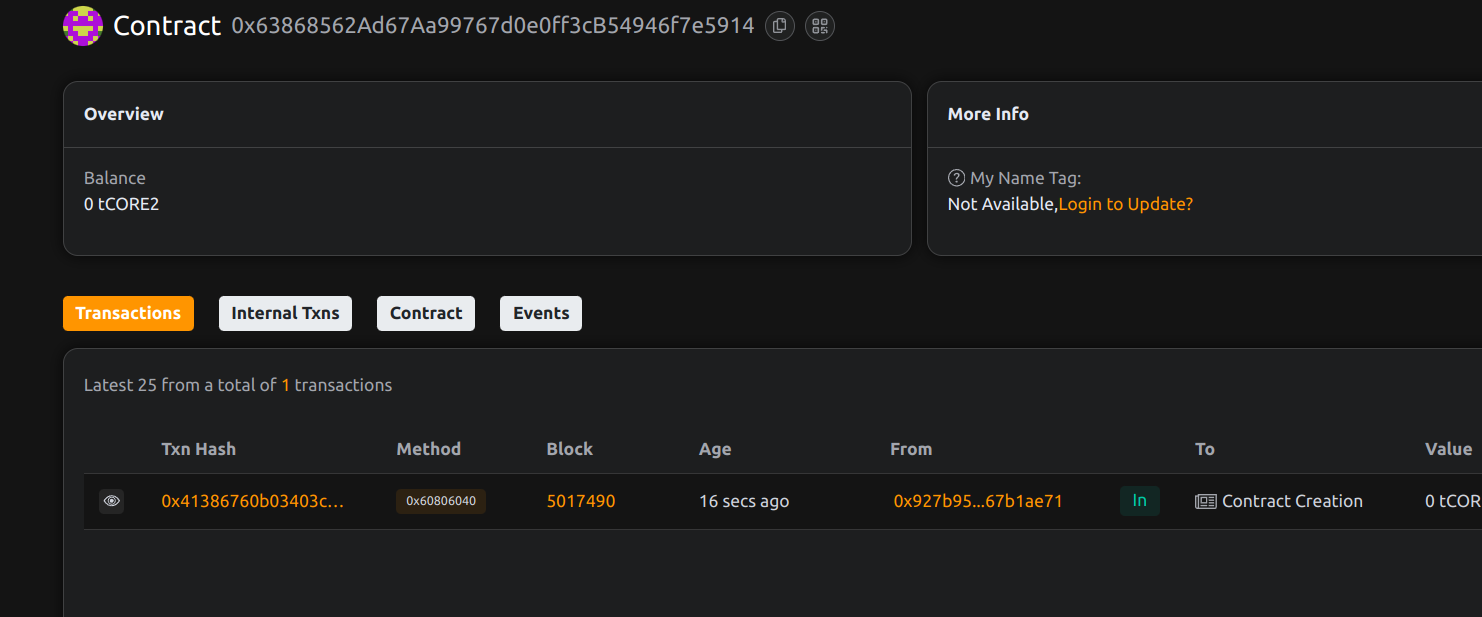 Contract 0x63868562Ad67Aa99767d0e0ff3cB54946f7e5914
Overview
Balance
0 tCORE2
More Info
My Name Tag:
Not Available,Login to Update?
Transactions Internal Txns Contract Events
Latest 25 from a total of 1 transactions
Txn Hash Method Block Age From To Value
0x41386760b03403c... 0x60806040 5017490 16 secs ago 0x927b95...67b1ae71 In Contract Creation 0 tCOR